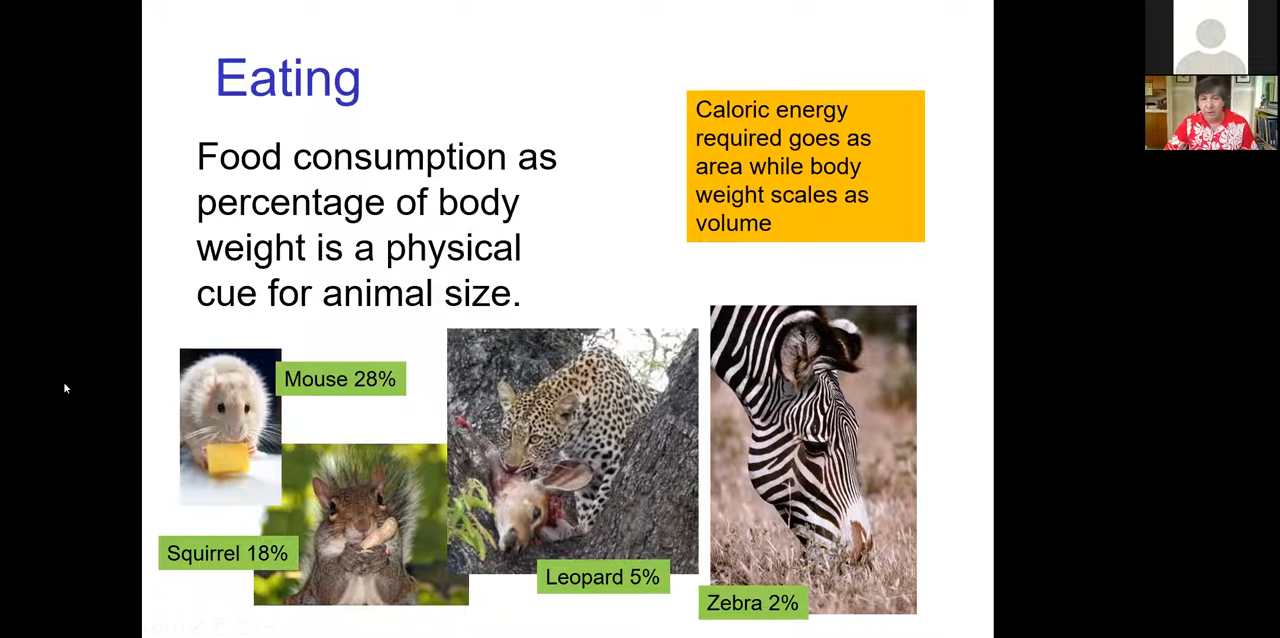 Eating
Food consumption as
percentage of body
weight is a physical
cue for animal size.
Caloric energy
required goes as
area while body
weight scales as
volume
Mouse 28%
Squirrel 18%
Leopard 5%
Zebra 2%